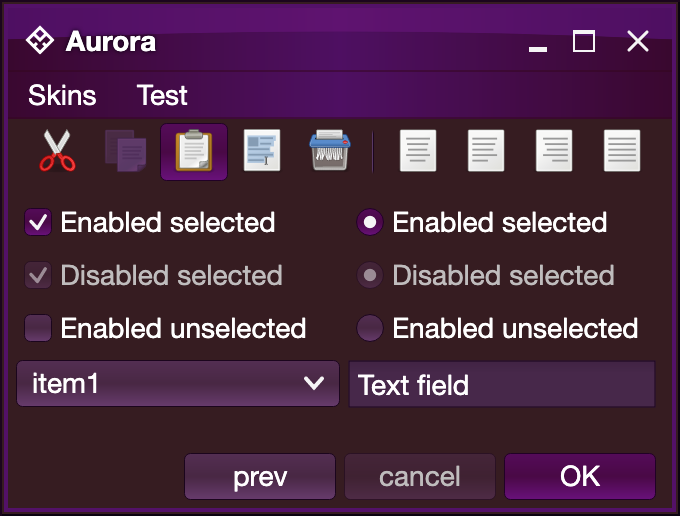 Aurora
Skins Test
Enabled selected Enabled selected
Disabled selected Disabled selected
Enabled unselected Enabled unselected
item1 Text field
prev cancel OK